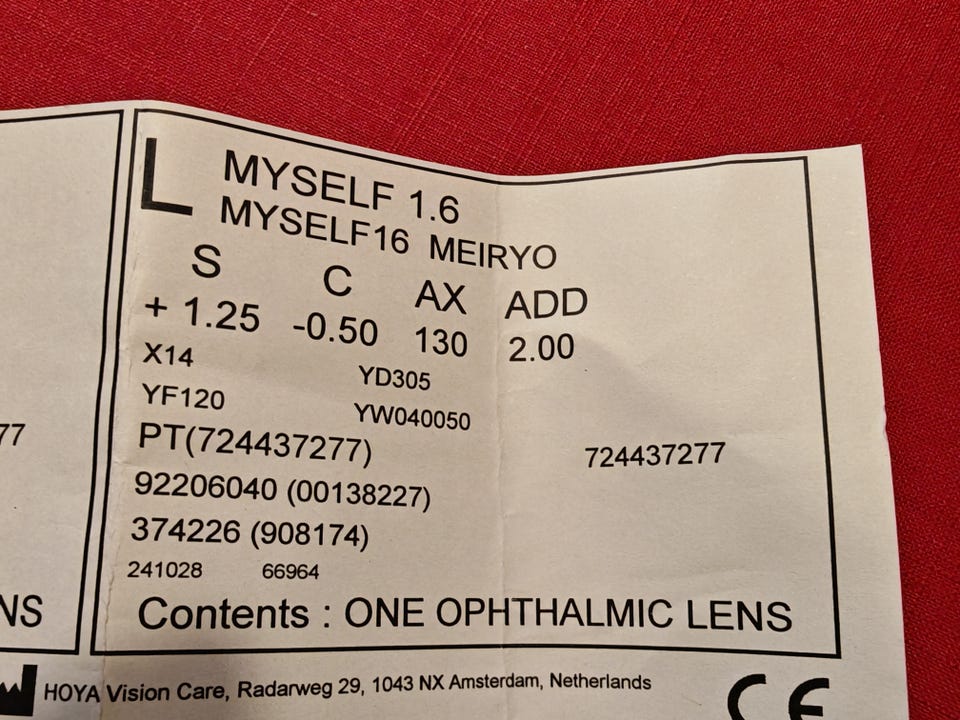 L MYSELF 1.6
MYSELF16 MEIRYO
S C AX ADD
+ 1.25 -0.50 130 2.00
X14 YD305
YF120 YW040050
PT(724437277) 724437277
92206040 (00138227)
374226 (908174)
241028 66964
Contents : ONE OPHTHALMIC LENS
77
NS
HOYA Vision Care, Radarweg 29, 1043 NX Amsterdam, Netherlands
CE